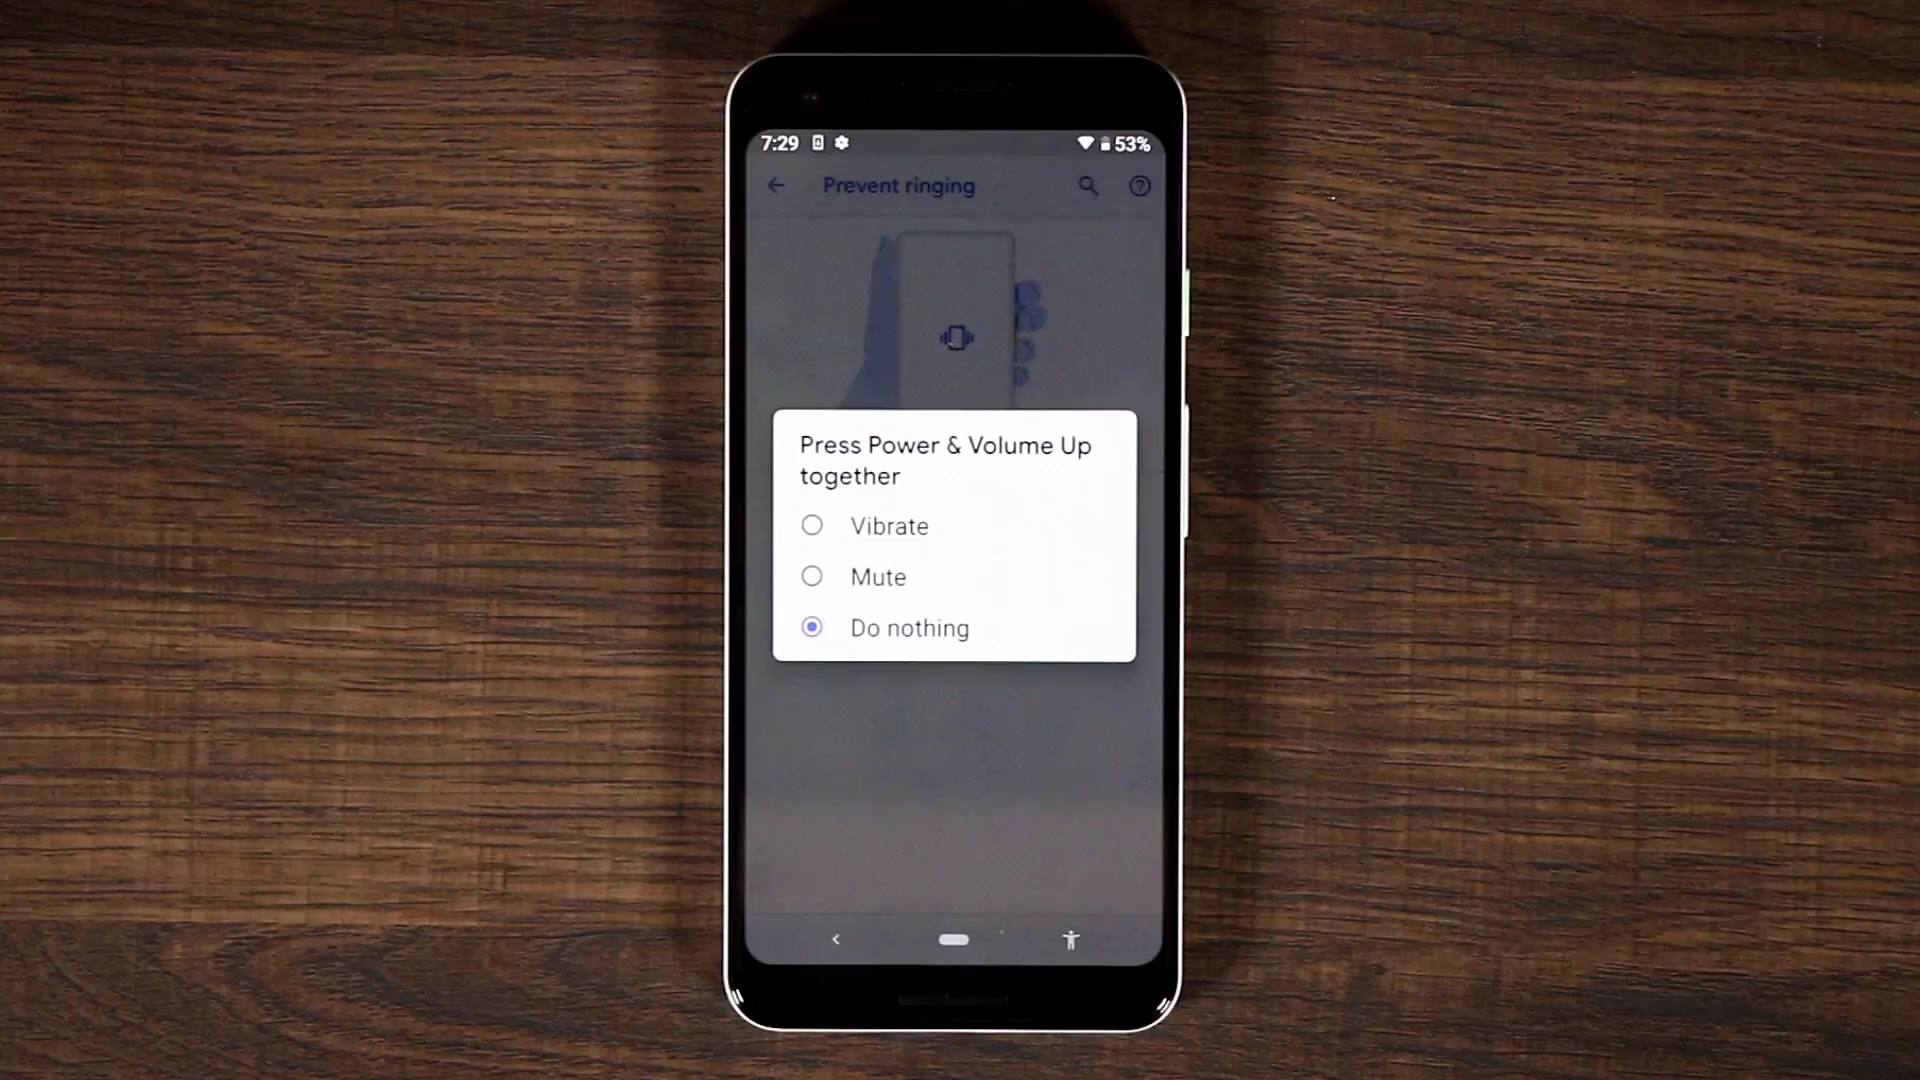 7:29 53%
Prevent ringing
Press Power & Volume Up
together
Vibrate
Mute
Do nothing